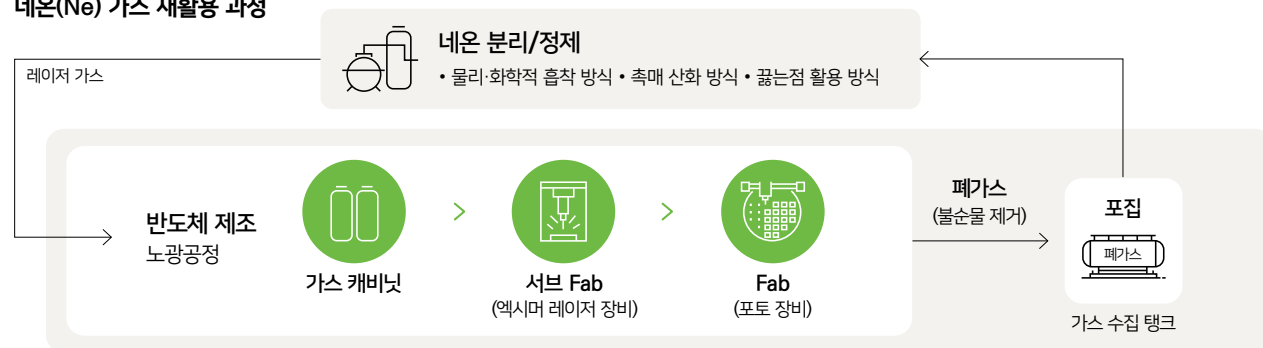 네온(Ne) 가스 재활용 과정
네온 분리/정제
• 물리·화학적 흡착 방식 • 촉매 산화 방식 • 끓는점 활용 방식
레이저 가스
반도체 제조
노광공정
가스 캐비닛
서브 Fab
(엑시머 레이저 장비)
Fab
(포토 장비)
폐가스
(불순물 제거)
포집
폐가스
가스 수집 탱크